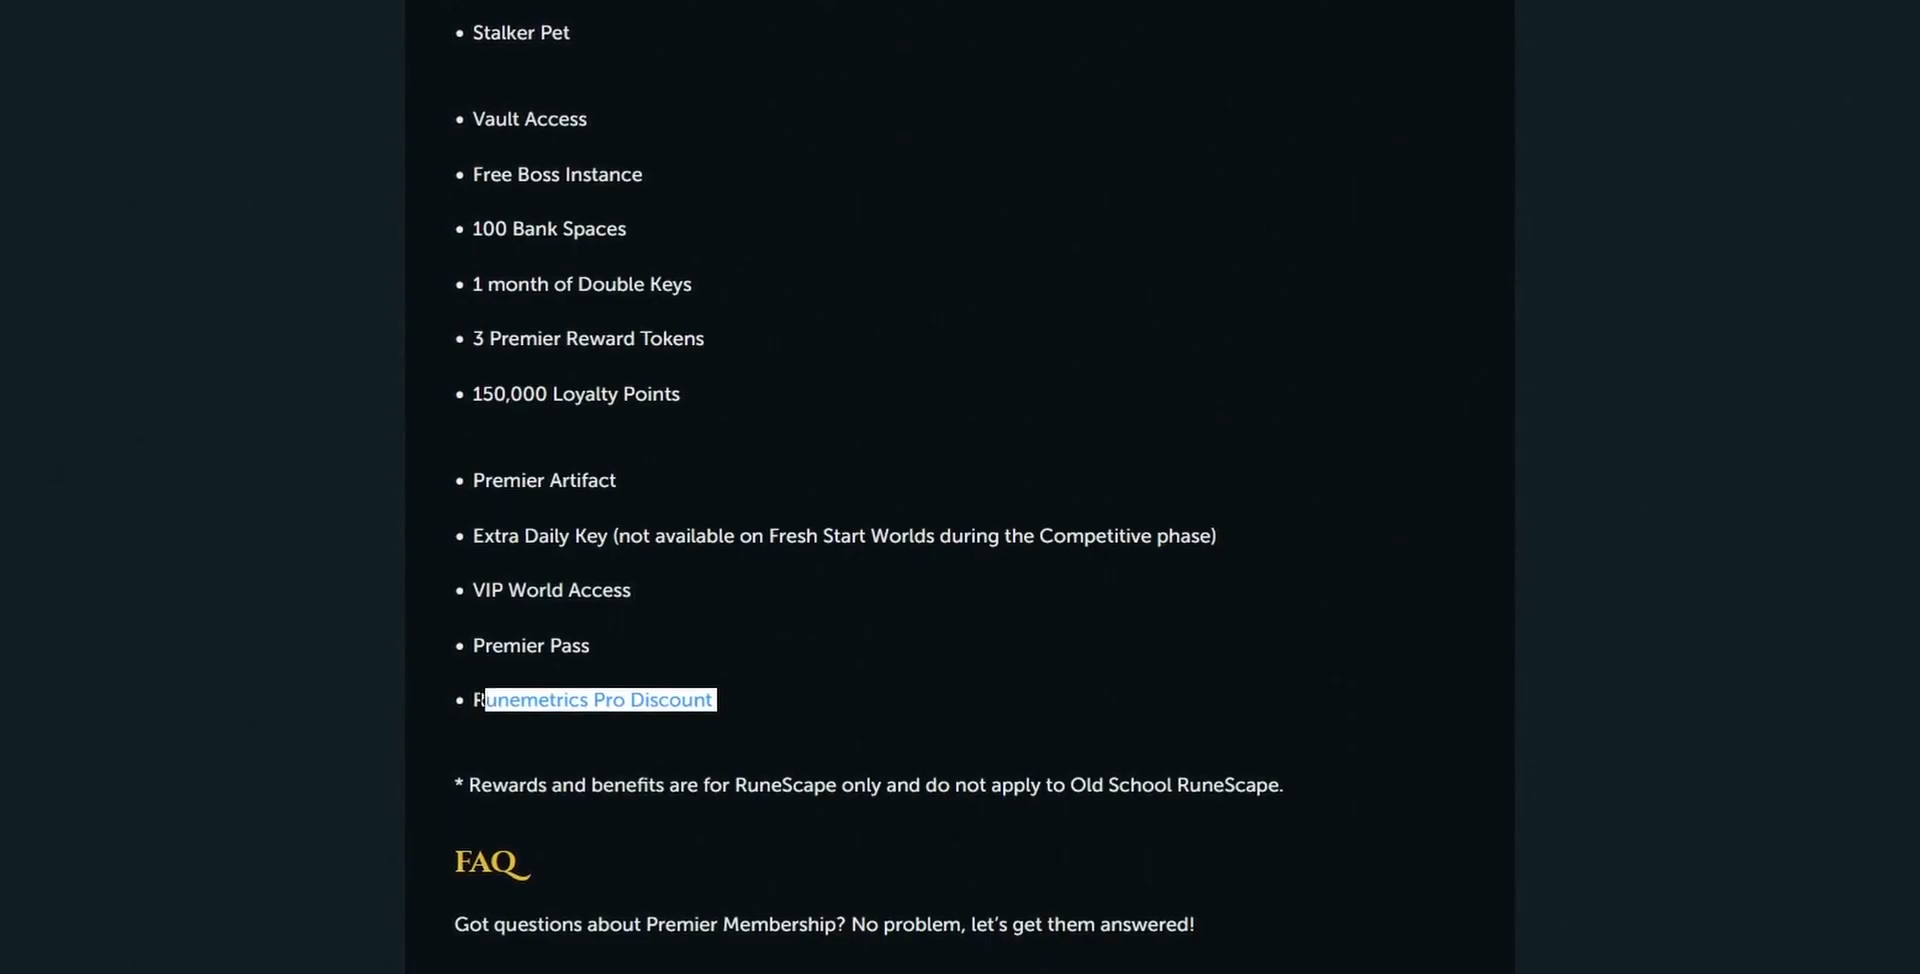 • Stalker Pet
• Vault Access
• Free Boss Instance
• 100 Bank Spaces
• 1 month of Double Keys
• 3 Premier Reward Tokens
• 150,000 Loyalty Points
• Premier Artifact
• Extra Daily Key (not available on Fresh Start Worlds during the Competitive phase)
• VIP World Access
• Premier Pass
• Runemetrics Pro Discount
* Rewards and benefits are for RuneScape only and do not apply to Old School RuneScape.
FAQ
Got questions about Premier Membership? No problem, let’s get them answered!